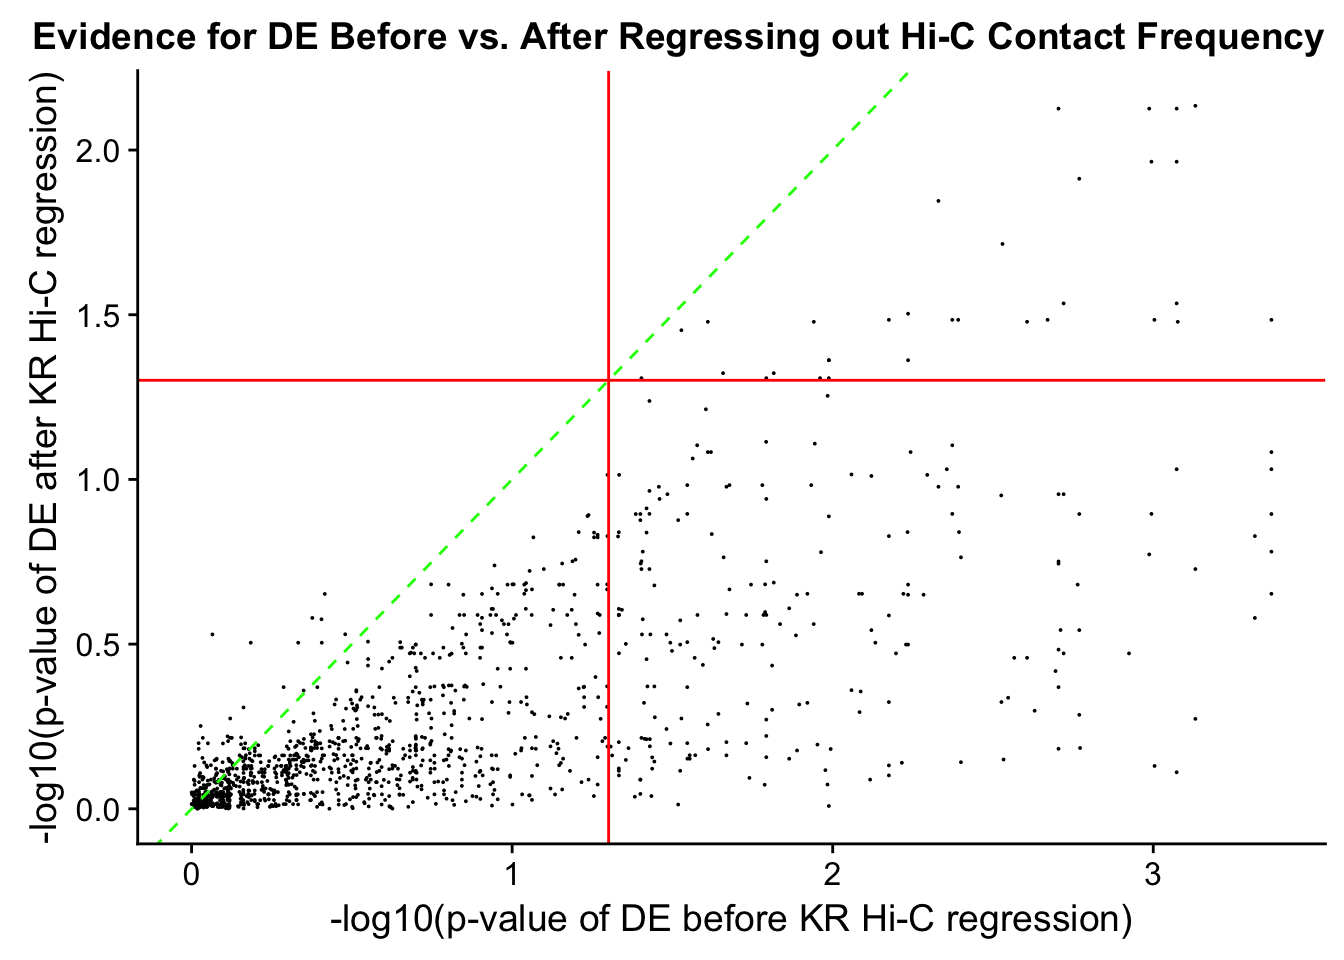 Evidence for DE Before vs. After Regressing out Hi-C Contact Frequency
-log10(p-value of DE after KR Hi-C regression)
2.0
1.5
1.0
0.5
0.0
0 1 2 3
-log10(p-value of DE before KR Hi-C regression)